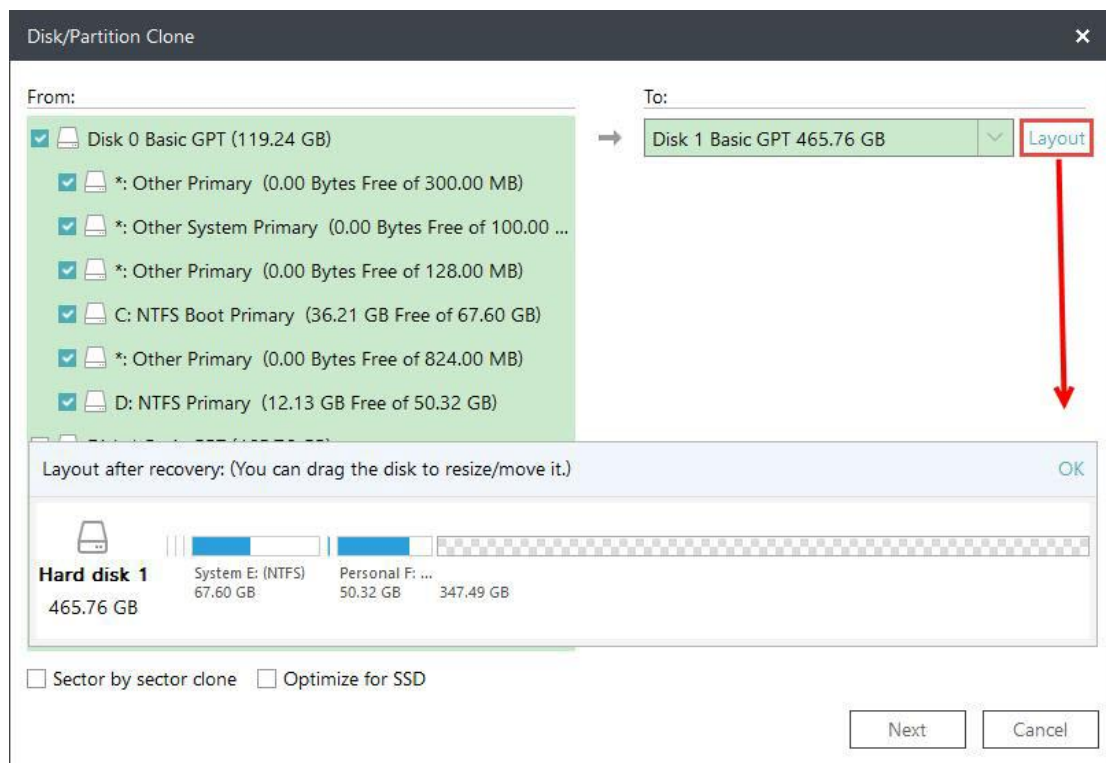 Disk/Partition Clone
From:
To:
Disk 0 Basic GPT (119.24 GB)
Disk 1 Basic GPT 465.76 GB
Layout
*: Other Primary (0.00 Bytes Free of 300.00 MB)
*: Other System Primary (0.00 Bytes Free of 100.00 ...
*: Other Primary (0.00 Bytes Free of 128.00 MB)
C: NTFS Boot Primary (36.21 GB Free of 67.60 GB)
*: Other Primary (0.00 Bytes Free of 824.00 MB)
D: NTFS Primary (12.13 GB Free of 50.32 GB)
Layout after recovery: (You can drag the disk to resize/move it.)
OK
Hard disk 1
465.76 GB
System E: (NTFS)
67.60 GB
Personal F: ...
50.32 GB
347.49 GB
Sector by sector clone
Optimize for SSD
Next
Cancel